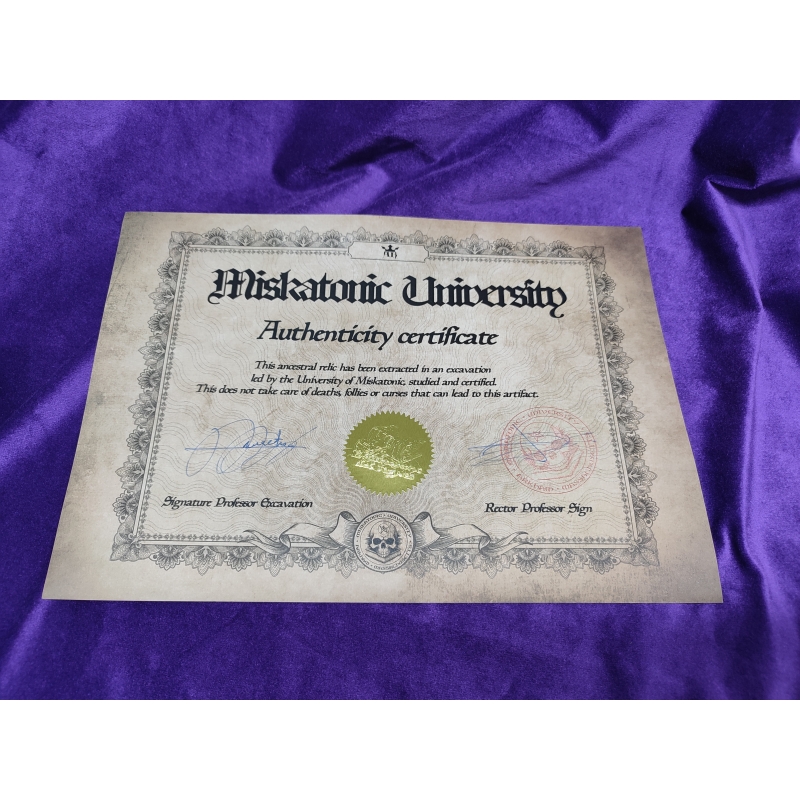 Miskatonic University
Authenticity certificate
This ancestral relic has been extracted in an excavation
led by the University of Miskatonic, studied and certified.
This does not take care of deaths, follies or curses that can lead to this artifact.
Signature Professor Excavation
Rector Professor Sign